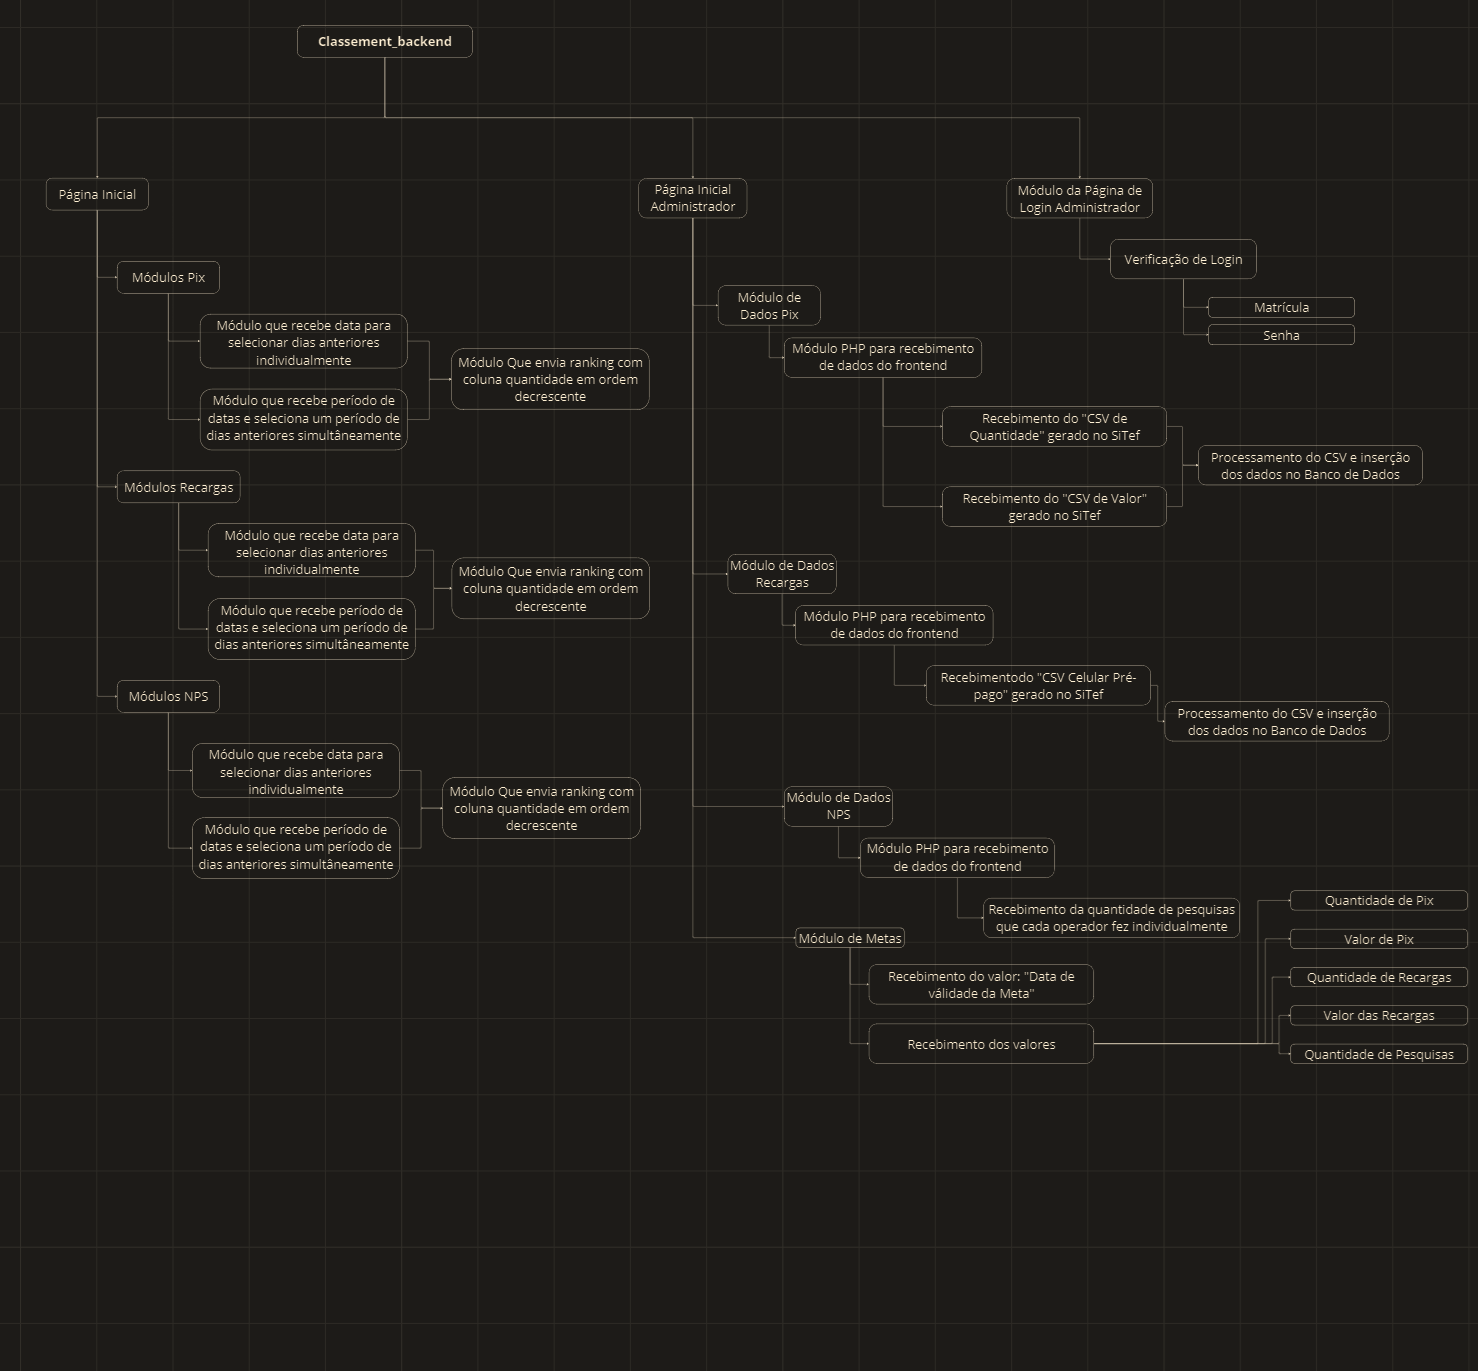 Classement_backend
Página Inicial
Módulos Pix
Módulo que recebe data para
selecionar dias anteriores
individualmente
Módulo que recebe período de
datas e seleciona um período de
dias anteriores simultâneamente
Módulo Que envia ranking com
coluna quantidade em ordem
decrescente
Módulos Recargas
Módulo que recebe data para
selecionar dias anteriores
individualmente
Módulo que recebe período de
datas e seleciona um período de
dias anteriores simultâneamente
Módulo Que envia ranking com
coluna quantidade em ordem
decrescente
Módulos NPS
Módulo que recebe data para
selecionar dias anteriores
individualmente
Módulo que recebe período de
datas e seleciona um período de
dias anteriores simultâneamente
Módulo Que envia ranking com
coluna quantidade em ordem
decrescente
Página Inicial
Administrador
Módulo de
Dados Pix
Módulo PHP para recebimento
de dados do frontend
Recebimento do "CSV de
Quantidade" gerado no SiTef
Recebimento do "CSV de Valor"
gerado no SiTef
Processamento do CSV e inserção
dos dados no Banco de Dados
Módulo de Dados
Recargas
Módulo PHP para recebimento
de dados do frontend
Recebimentodo "CSV Celular Pré-
pago" gerado no SiTef
Processamento do CSV e inserção
dos dados no Banco de Dados
Módulo de Dados
NPS
Módulo PHP para recebimento
de dados do frontend
Recebimento da quantidade de pesquisas
que cada operador fez individualmente
Módulo de Metas
Recebimento do valor: "Data de
válidade da Meta"
Recebimento dos valores
Quantidade de Pix
Valor de Pix
Quantidade de Recargas
Valor das Recargas
Quantidade de Pesquisas
Módulo da Página de
Login Administrador
Verificação de Login
Matrícula
Senha